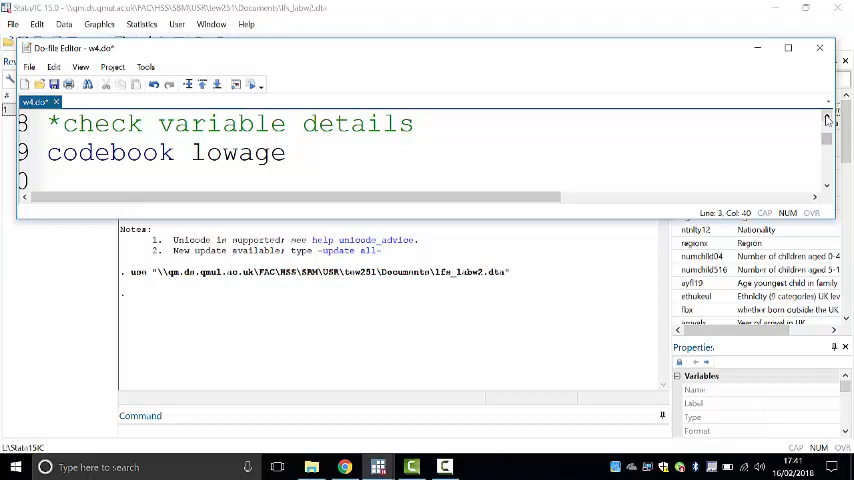 Stata/IC 15.0 - \\qm.ds.qmul.ac.uk\FAC\HSS\SBM\USR\tew251\Documents\lfs_labw2.dta
File Edit Data Graphics Statistics User Window Help
Do-file Editor - w4.do*
File Edit View Project Tools
w4.do*
8 *check variable details
9 codebook lowage
0
Line: 3, Col: 40 CAP NUM OVR
Notes:
1. Unicode is supported; see help unicode_advice.
2. New update available; type -update all-
. use "\\qm.ds.qmul.ac.uk\FAC\HSS\SBM\USR\tew251\Documents\lfs_labw2.dta"
.
Command
ntnlty12 Nationality
regionx Region
numchild04 Number of children aged 0-4
numchild516 Number of children aged 5-1
ayfl19 Age youngest child in family
ethukeul Ethnicity (9 categories) UK lev
fbx whether born outside the UK
Year of arrival in UK
Properties
Variables
Name
Label
Type
Format
L:\Stata15IC
CAP NUM OVR
Type here to search
17:41
16/02/2018